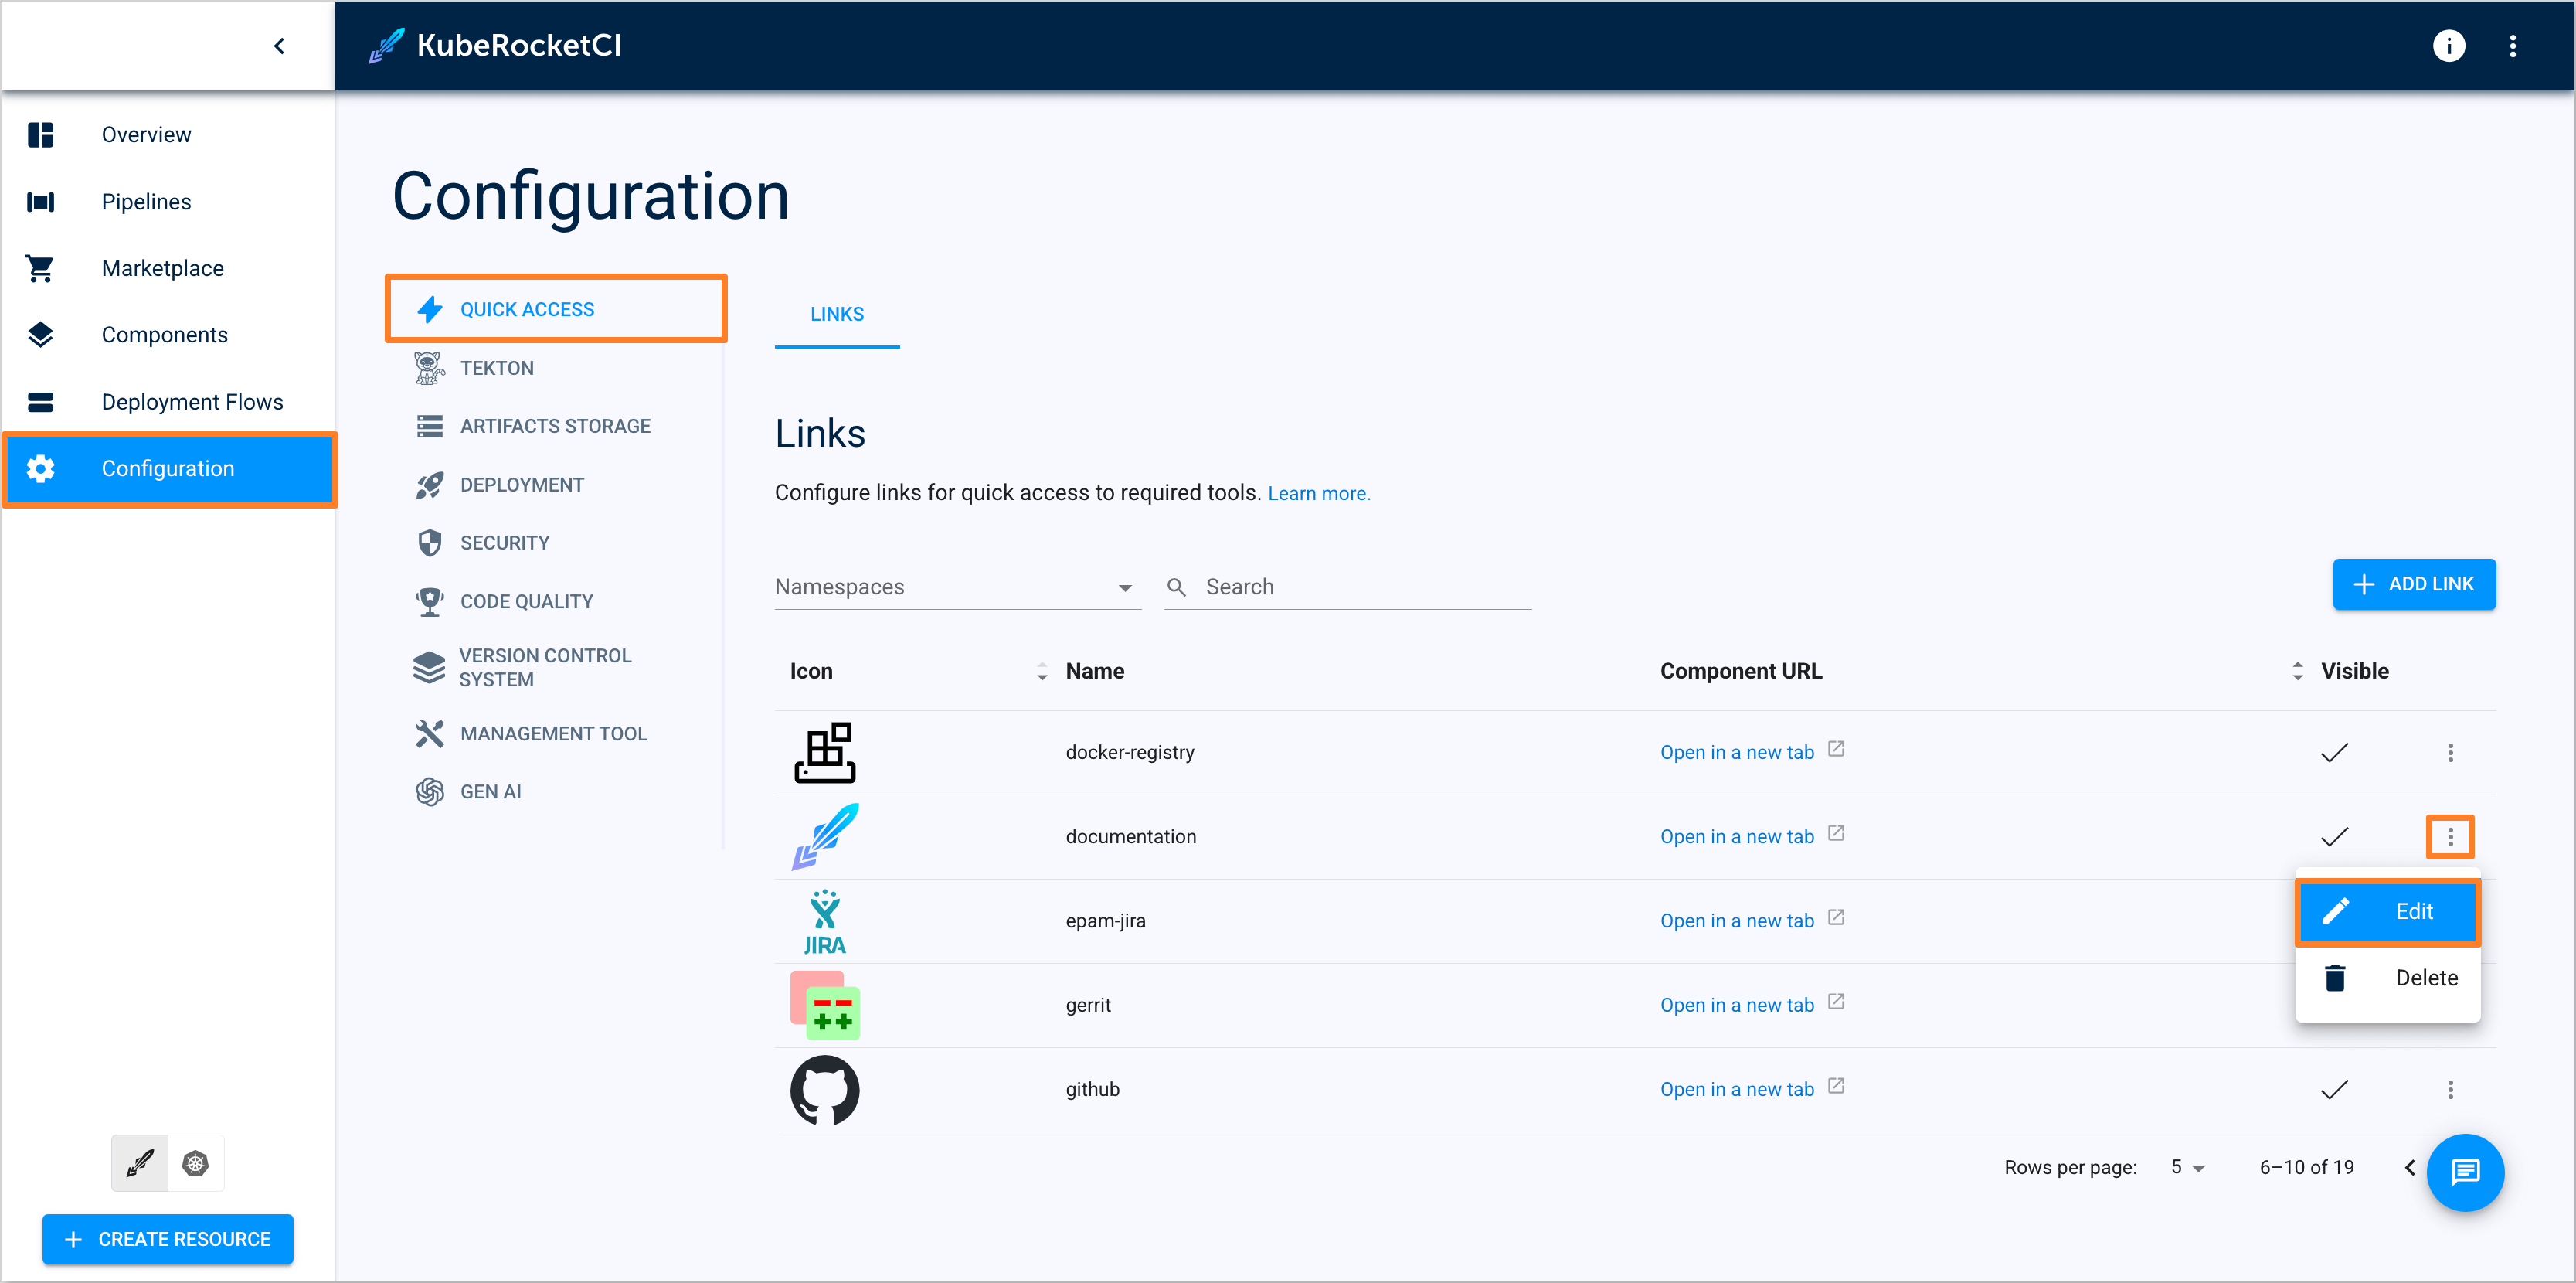 KubeRocketCI
Overview
Pipelines
Marketplace
Components
Deployment Flows
Configuration
CREATE RESOURCE
Configuration
QUICK ACCESS
TEKTON
ARTIFACTS STORAGE
DEPLOYMENT
SECURITY
CODE QUALITY
VERSION CONTROL
SYSTEM
MANAGEMENT TOOL
GEN AI
LINKS
Links
Configure links for quick access to required tools. Learn more.
Namespaces Search ADD LINK
Icon Name Component URL Visible
docker-registry Open in a new tab
documentation Open in a new tab
JIRA epam-jira Open in a new tab
gerrit Open in a new tab
github Open in a new tab
Edit
Delete
Rows per page: 5 6–10 of 19